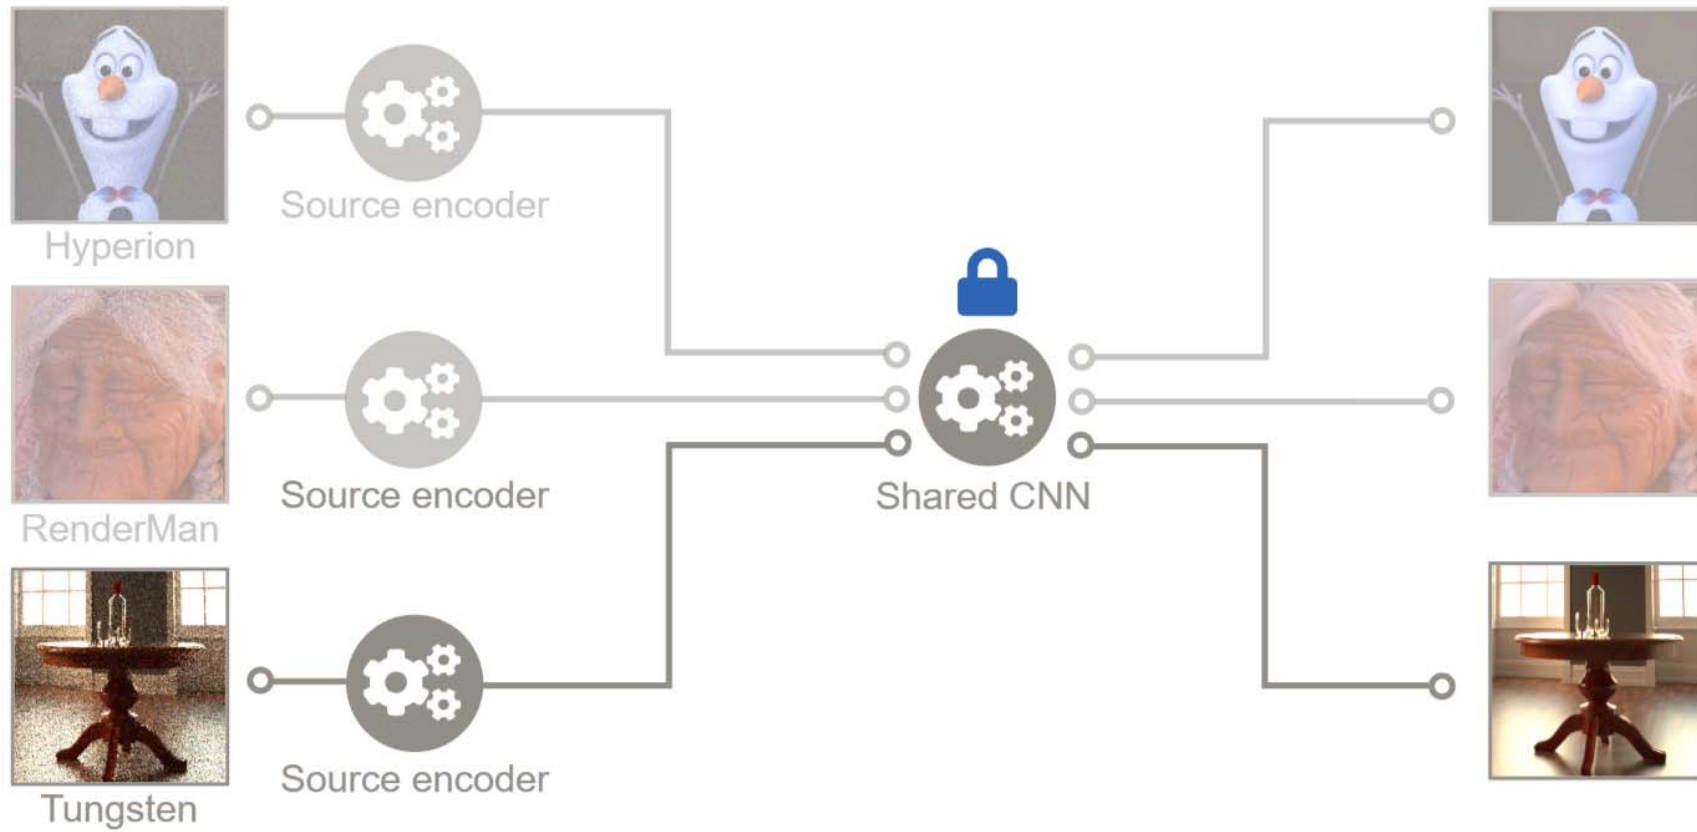 Source encoder
Hyperion
Source encoder
Shared CNN
RenderMan
Source encoder
Tungsten